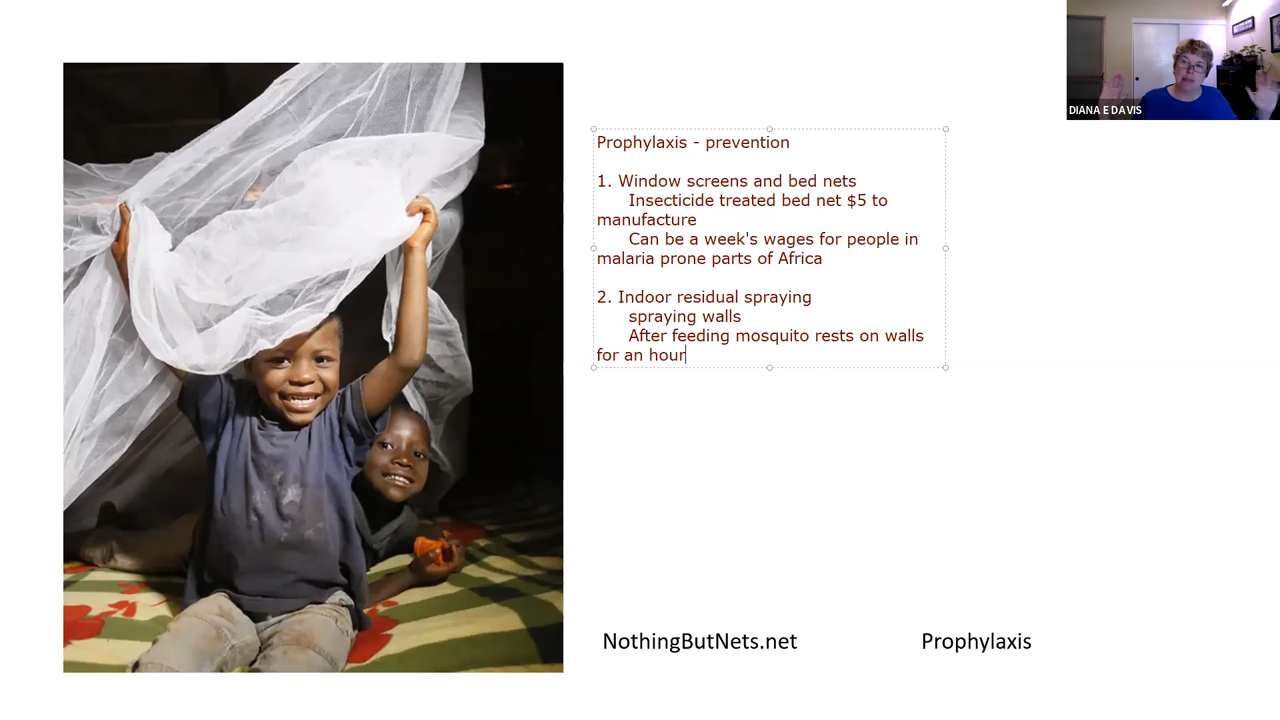 DIANA E DAVIS
Prophylaxis - prevention
1. Window screens and bed nets
Insecticide treated bed net $5 to
manufacture
Can be a week's wages for people in
malaria prone parts of Africa
2. Indoor residual spraying
spraying walls
After feeding mosquito rests on walls
for an hour
NothingButNets.net
Prophylaxis